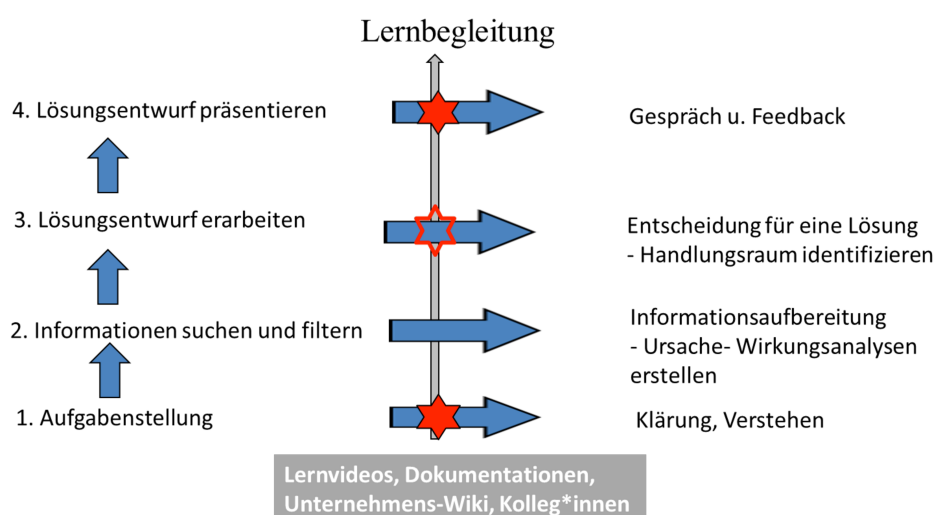 Lernbegleitung
4. Lösungsentwurf präsentieren
Gespräch u. Feedback
3. Lösungsentwurf erarbeiten
Entscheidung für eine Lösung
- Handlungsraum identifizieren
2. Informationen suchen und filtern
Informationsaufbereitung
- Ursache- Wirkungsanalysen
erstellen
1. Aufgabenstellung
Klärung, Verstehen
Lernvideos, Dokumentationen,
Unternehmens-Wiki, Kolleg*innen